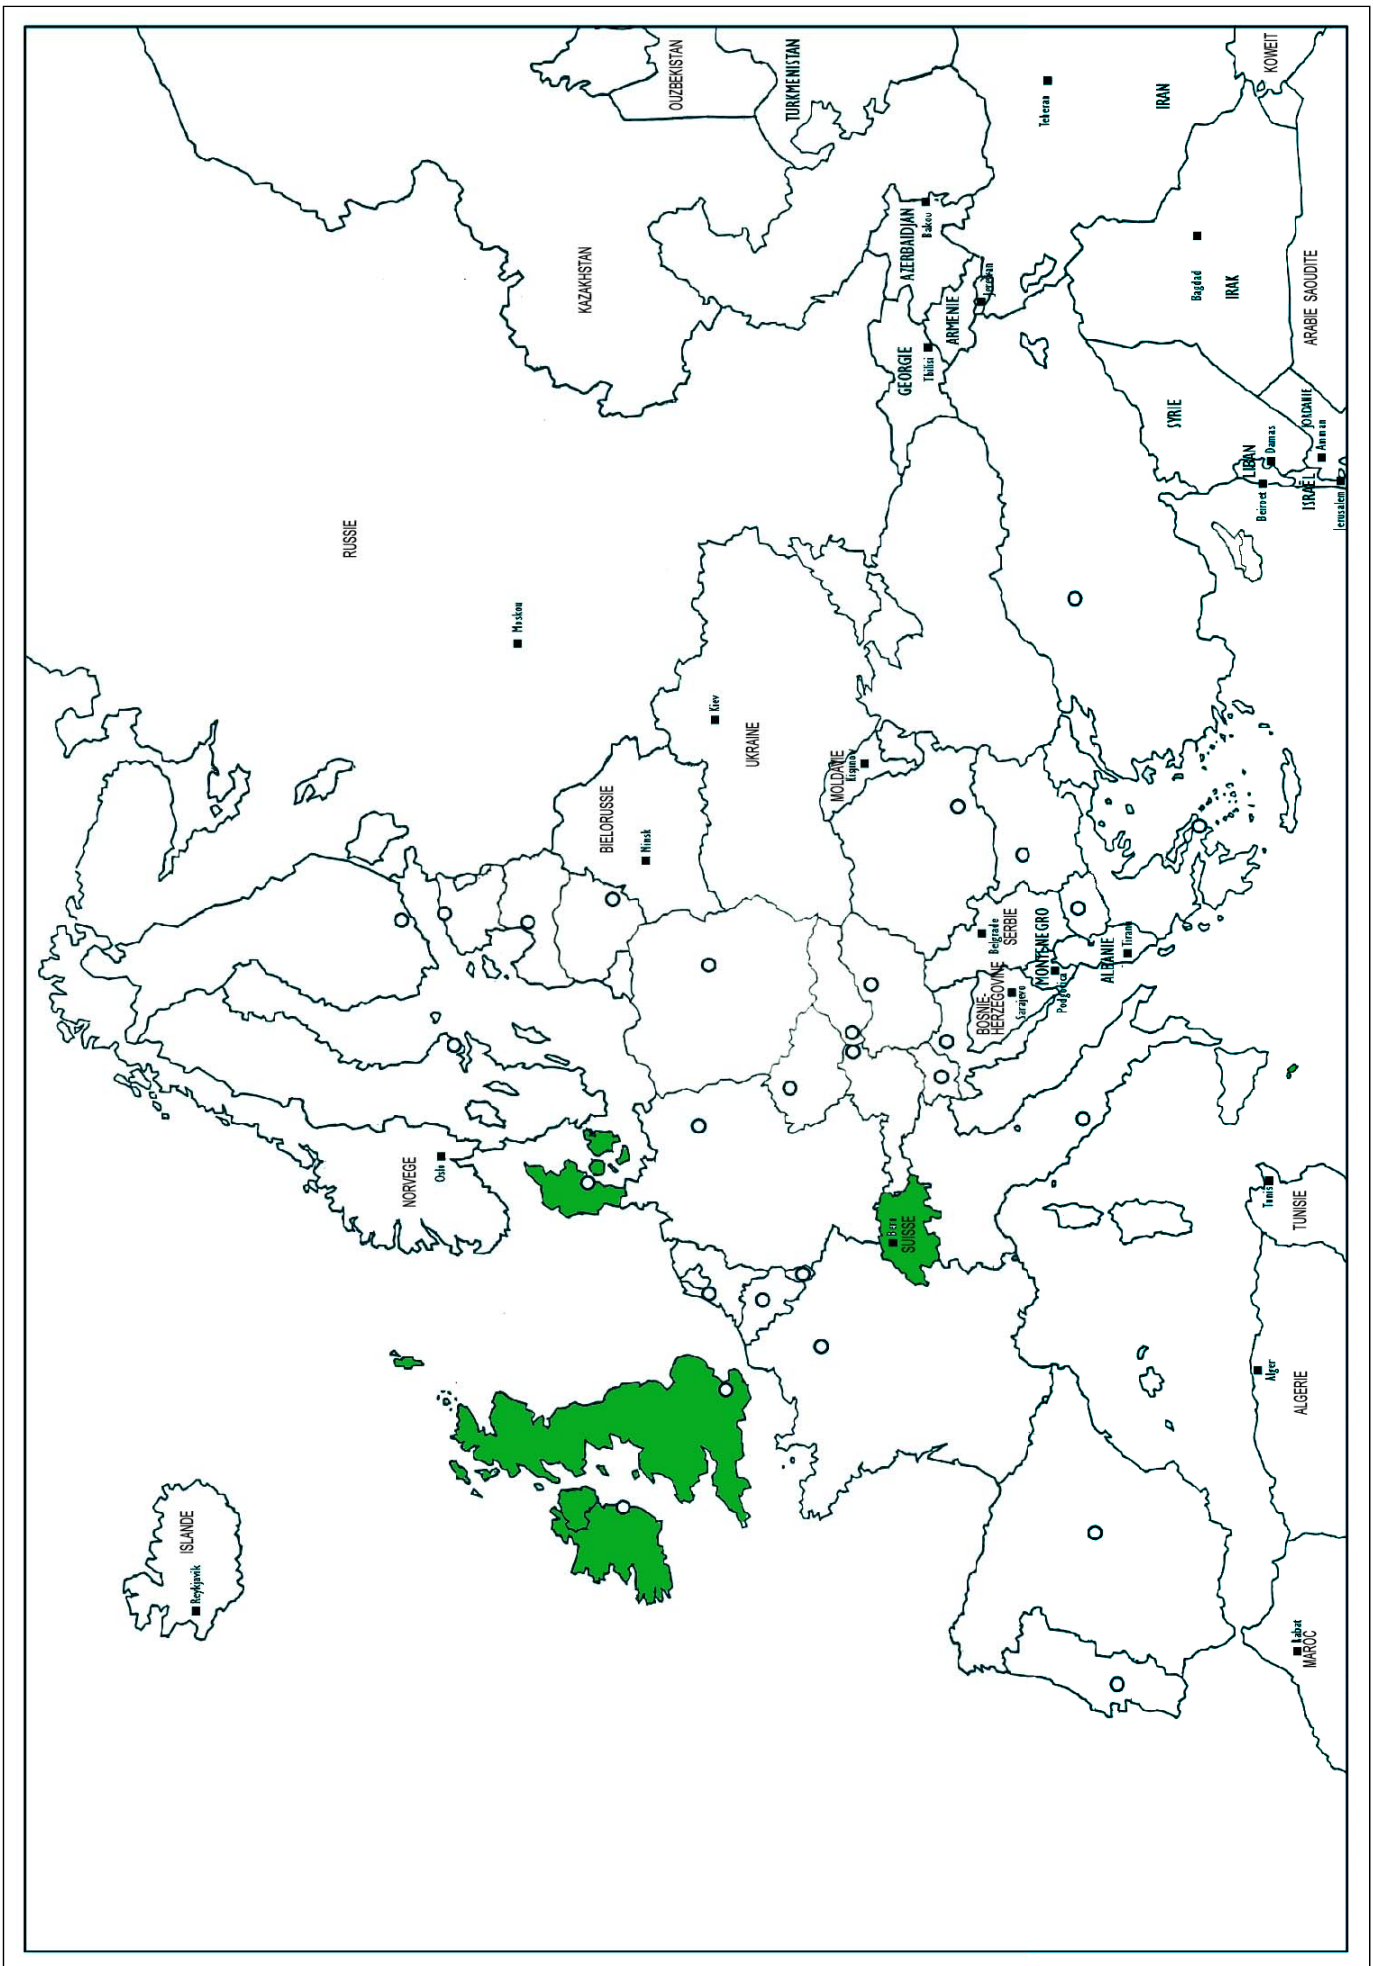 ISLANDE
Reykjavik
NORVEGE
Oslo
RUSSIE
Moskou
BIELORUSSIE
Minsk
UKRAINE
Kiev
MOLDAVIE
KAZAKHSTAN
OUZBEKISTAN
TURKMENISTAN
SUISSE
Bern
BOSNIE-
HERZEGOVINE
Sarajevo
SERBIE
Belgrado
MONTENEGRO
Podgorica
ALBANIE
Tirana
GEORGIE
Tbilisi
ARMENIE
AZERBAIDJAN
Bakou
Teheran
IRAN
SYRIE
Damas
LIBAN
Beiroet
ISRAËL
Jerusalem
JORDANIE
Amman
Bagdad
IRAK
ARABIE SAOUDITE
KOWEIT
MAROC
Rabat
ALGERIE
Alger
TUNISIE
Tunis